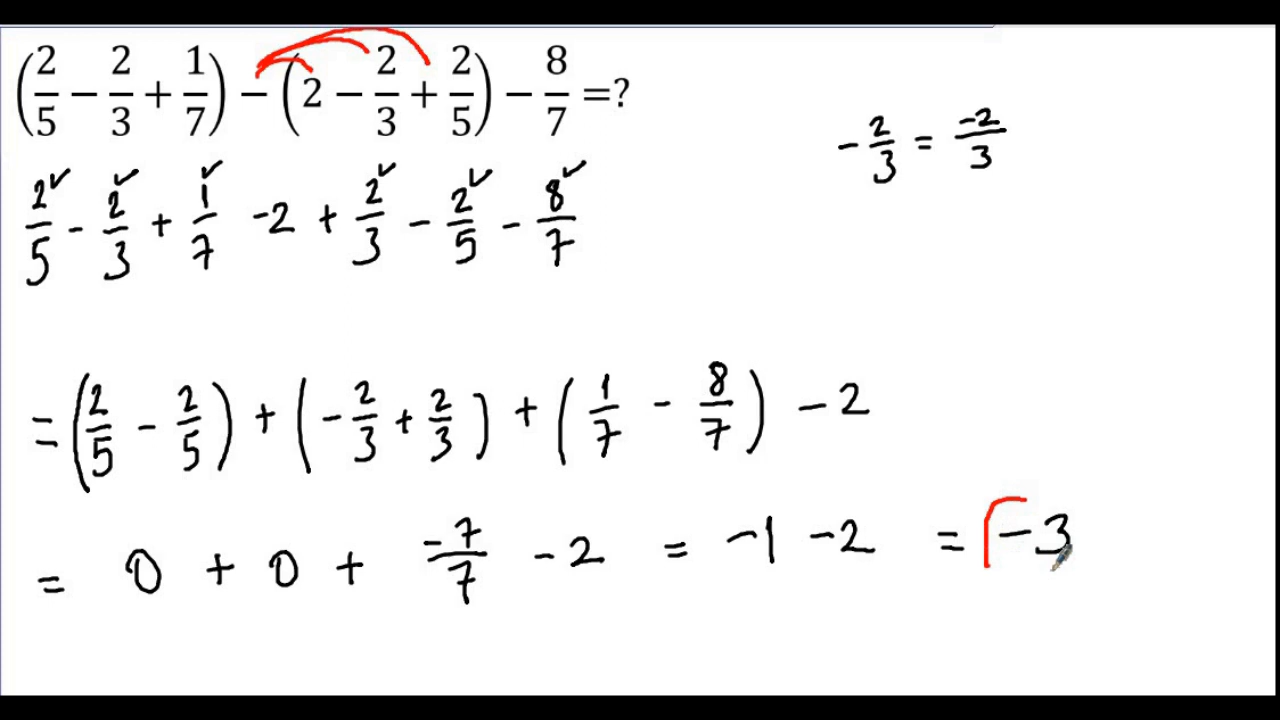 (2/5 − 2/3 + 1/7) − (2 − 2/3 + 2/5) − 8/7 =?
-2/3 = -2/3
2/5 - 2/3 + 1/7 -2 + 2/3 - 2/5 - 8/7
= (2/5 - 2/5) + (-2/3 + 2/3) + (1/7 - 8/7) - 2
= 0 + 0 + -7/7 - 2 = -1 - 2 = -3